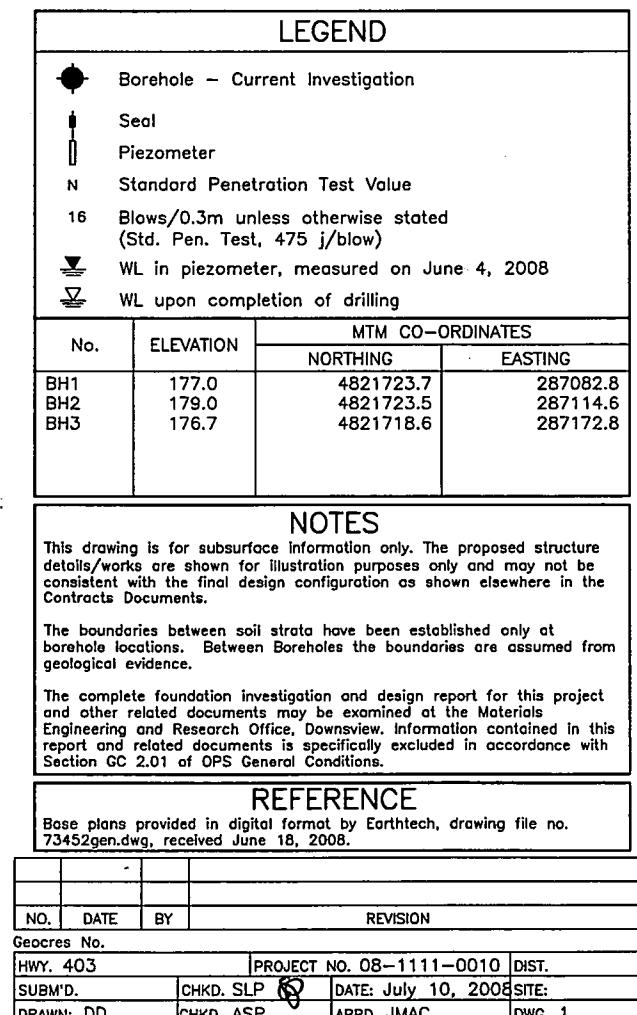 LEGEND
Borehole – Current Investigation
Seal
Piezometer
N Standard Penetration Test Value
16 Blows/0.3m unless otherwise stated
(Std. Pen. Test, 475 j/blow)
WL in piezometer, measured on June 4, 2008
WL upon completion of drilling
No. ELEVATION MTM CO-ORDINATES
NORTHING EASTING
BH1 177.0 4821723.7 287082.8
BH2 179.0 4821723.5 287114.6
BH3 176.7 4821718.6 287172.8
NOTES
This drawing is for subsurface information only. The proposed structure
details/works are shown for illustration purposes only and may not be
consistent with the final design configuration as shown elsewhere in the
Contracts Documents.
The boundaries between soil strata have been established only at
borehole locations. Between Boreholes the boundaries are assumed from
geological evidence.
The complete foundation investigation and design report for this project
and other related documents may be examined at the Materials
Engineering and Research Office, Downsview. Information contained in this
report and related documents is specifically excluded in accordance with
Section GC 2.01 of OPS General Conditions.
REFERENCE
Base plans provided in digital format by Earthtech, drawing file no.
73452gen.dwg, received June 18, 2008.
NO. DATE BY REVISION
Geocres No.
HWY. 403 PROJECT NO. 08-1111-0010 DIST.
SUBM'D. CHKD. SLP DATE: July 10, 2008 SITE:
DRAWN: DD CHKD. ASP APPD. JMAC DWG. 1